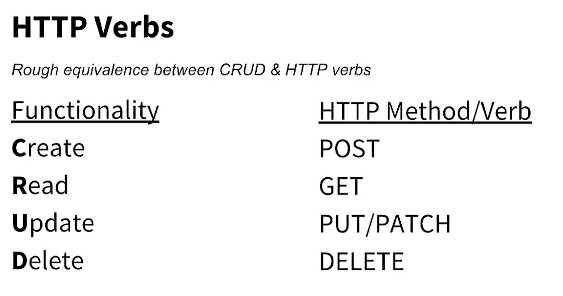 HTTP Verbs
Rough equivalence between CRUD & HTTP verbs
Functionality HTTP Method/Verb
Create POST
Read GET
Update PUT/PATCH
Delete DELETE